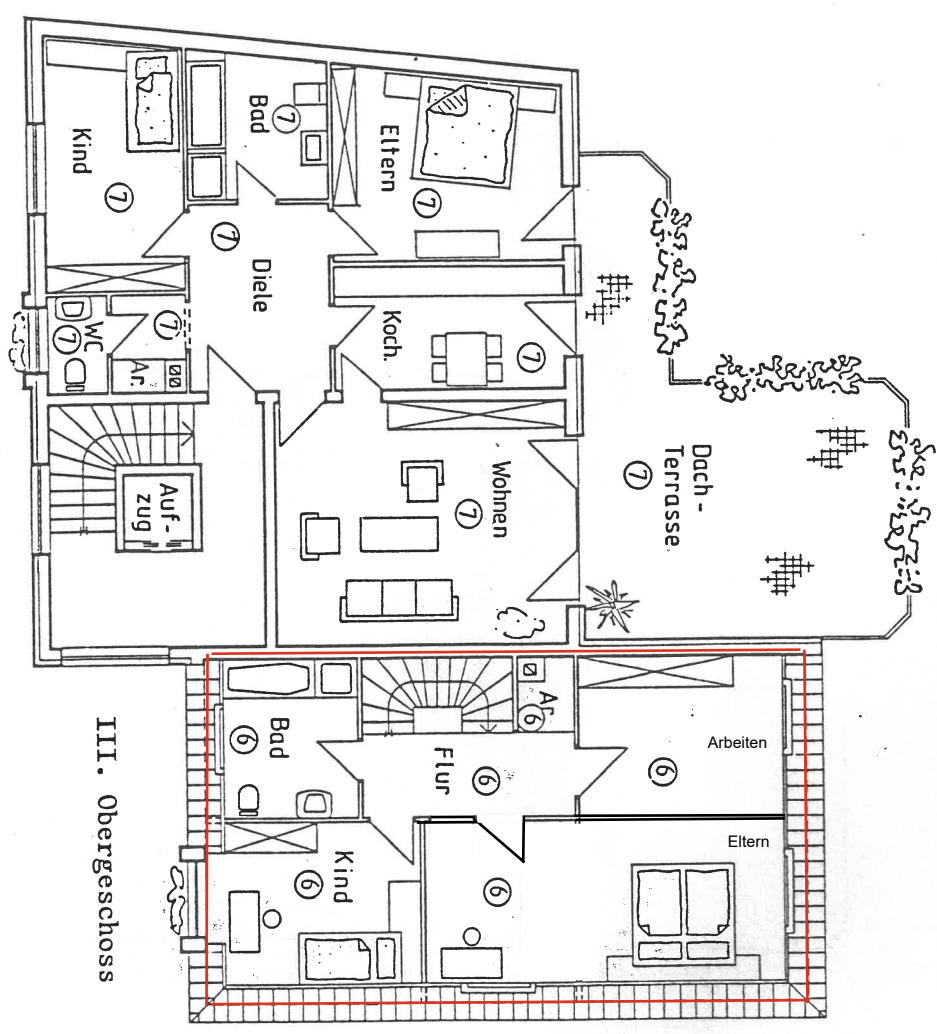 Kind
7
Bad
7
Eltern
7
7
Diele
Koch.
7
WC
7
7
Ar.
Auf-
zug
Wohnen
7
Dach-
Terrasse
7
III. Obergeschoss
Bad
6
Flur
6
Ar.
6
Arbeiten
6
Eltern
6
Kind
6